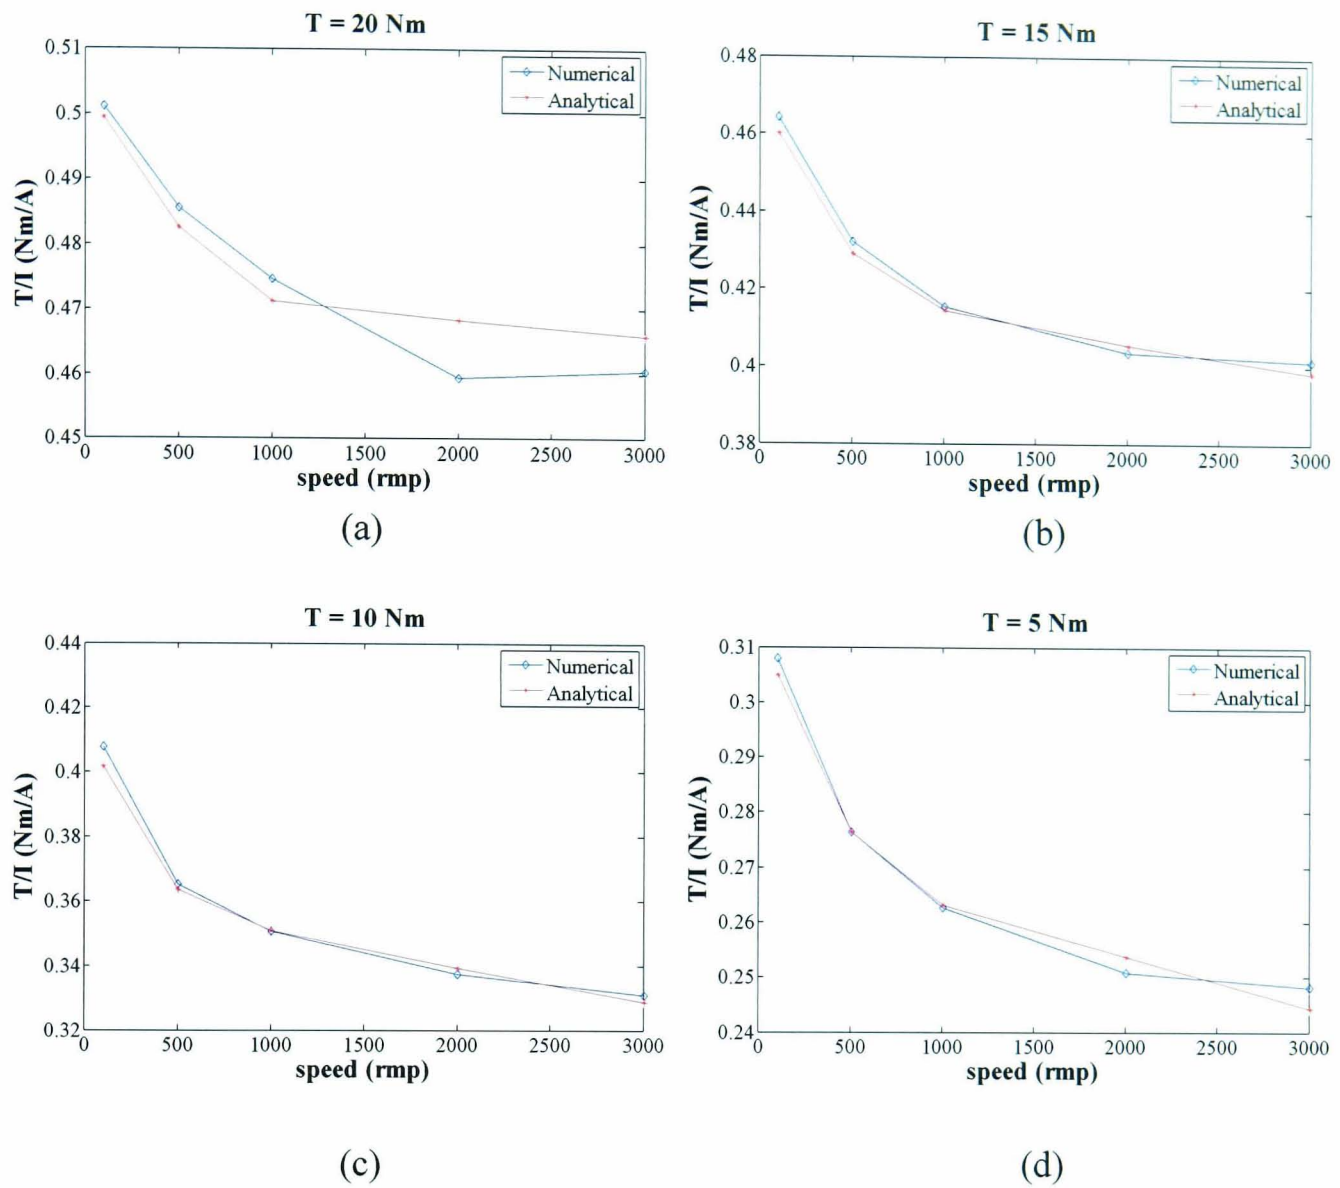 T = 20 Nm
0.51
0.5
0.49
0.48
0.47
0.46
0.45
T/I (Nm/A)
Numerical
Analytical
0 500 1000 1500 2000 2500 3000
speed (rmp)
(a)
T = 15 Nm
0.48
0.46
0.44
0.42
0.4
0.38
T/I (Nm/A)
Numerical
Analytical
0 500 1000 1500 2000 2500 3000
speed (rmp)
(b)
T = 10 Nm
0.44
0.42
0.4
0.38
0.36
0.34
0.32
T/I (Nm/A)
Numerical
Analytical
0 500 1000 1500 2000 2500 3000
speed (rmp)
(c)
T = 5 Nm
0.31
0.3
0.29
0.28
0.27
0.26
0.25
0.24
T/I (Nm/A)
Numerical
Analytical
0 500 1000 1500 2000 2500 3000
speed (rmp)
(d)